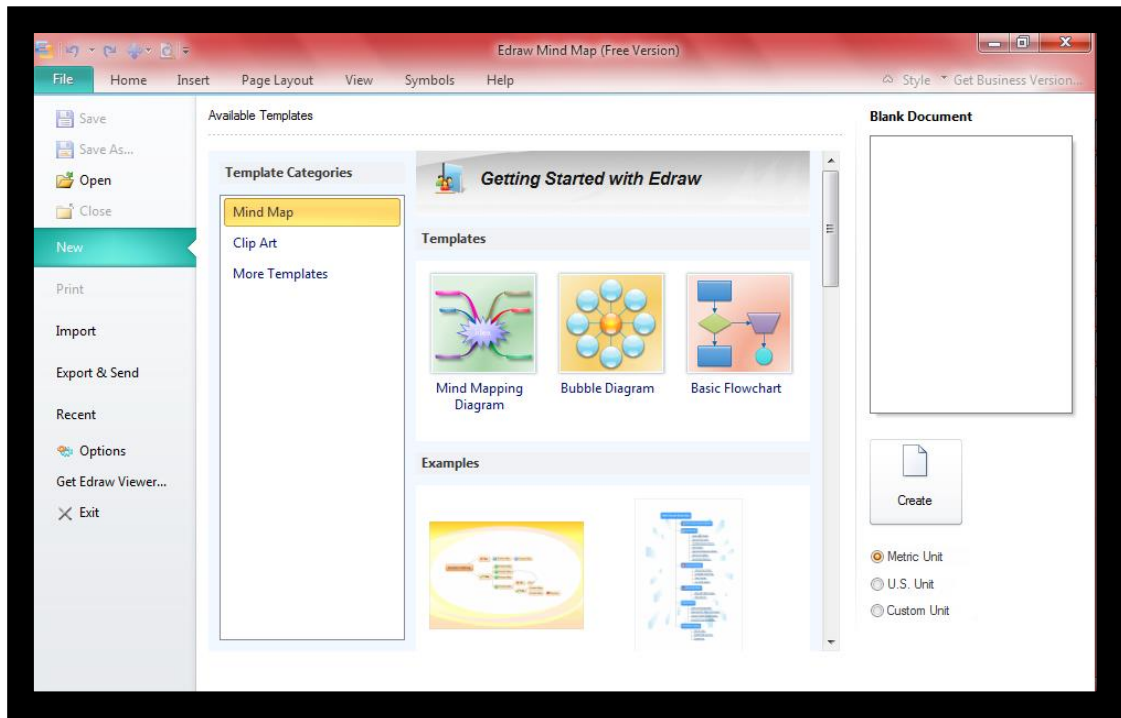 Edraw Mind Map (Free Version)
File Home Insert Page Layout View Symbols Help Style Get Business Version...
Save
Save As...
Open
Close
New
Print
Import
Export & Send
Recent
Options
Get Edraw Viewer...
Exit
Available Templates
Template Categories
Mind Map
Clip Art
More Templates
Getting Started with Edraw
Templates
Mind Mapping
Diagram
Bubble Diagram
Basic Flowchart
Examples
Blank Document
Create
Metric Unit
U.S. Unit
Custom Unit